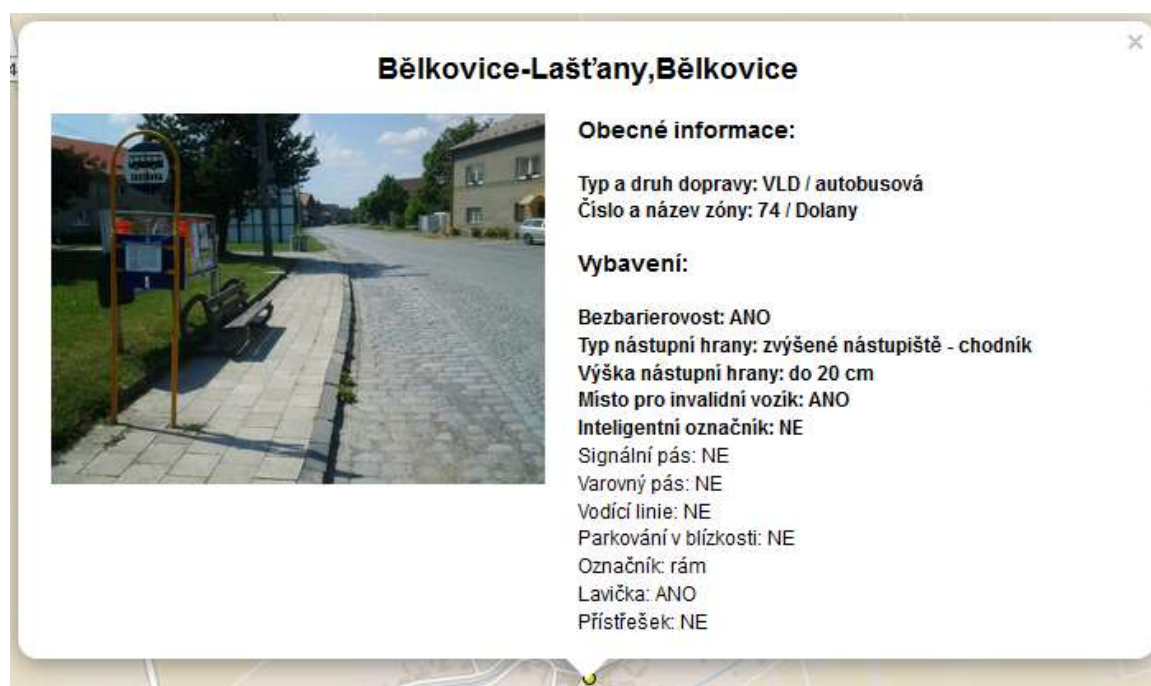 Bělkovice-Lašťany,Bělkovice
×
Obecné informace:
Typ a druh dopravy: VLD / autobusová
Číslo a název zóny: 74 / Dolany
Vybavení:
Bezbarierovost: ANO
Typ nástupní hrany: zvýšené nástupiště - chodník
Výška nástupní hrany: do 20 cm
Místo pro invalidní vozík: ANO
Inteligentní označník: NE
Signální pás: NE
Varovný pás: NE
Vodící linie: NE
Parkování v blízkosti: NE
Označník: rám
Lavička: ANO
Přístřešek: NE